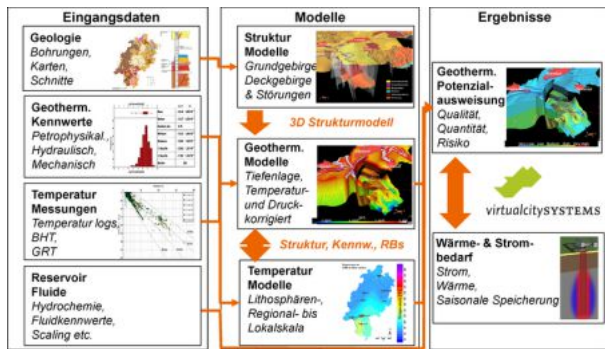 Eingangsdaten
Geologie
Bohrungen,
Karten,
Schnitte
Geotherm.
Kennwerte
Petrophysikal.,
Hydraulisch,
Mechanisch
Temperatur
Messungen
Temperatur logs,
BHT,
GRT
Reservoir
Fluide
Hydrochemie,
Fluidkennwerte,
Scaling etc.
Modelle
Struktur
Modelle
Grundgebirge
Deckgebirge
& Störungen
3D Strukturmodell
Geotherm.
Modelle
Tiefenlage,
Temperatur-
und Druck-
korrigiert
Struktur, Kennw., RBs
Temperatur
Modelle
Lithosphären-,
Regional- bis
Lokalskala
Ergebnisse
Geotherm.
Potenzial-
ausweisung
Qualität,
Quantität,
Risiko
virtualcitySYSTEMS
Wärme- & Strom-
bedarf
Strom,
Wärme,
Saisonale Speicherung